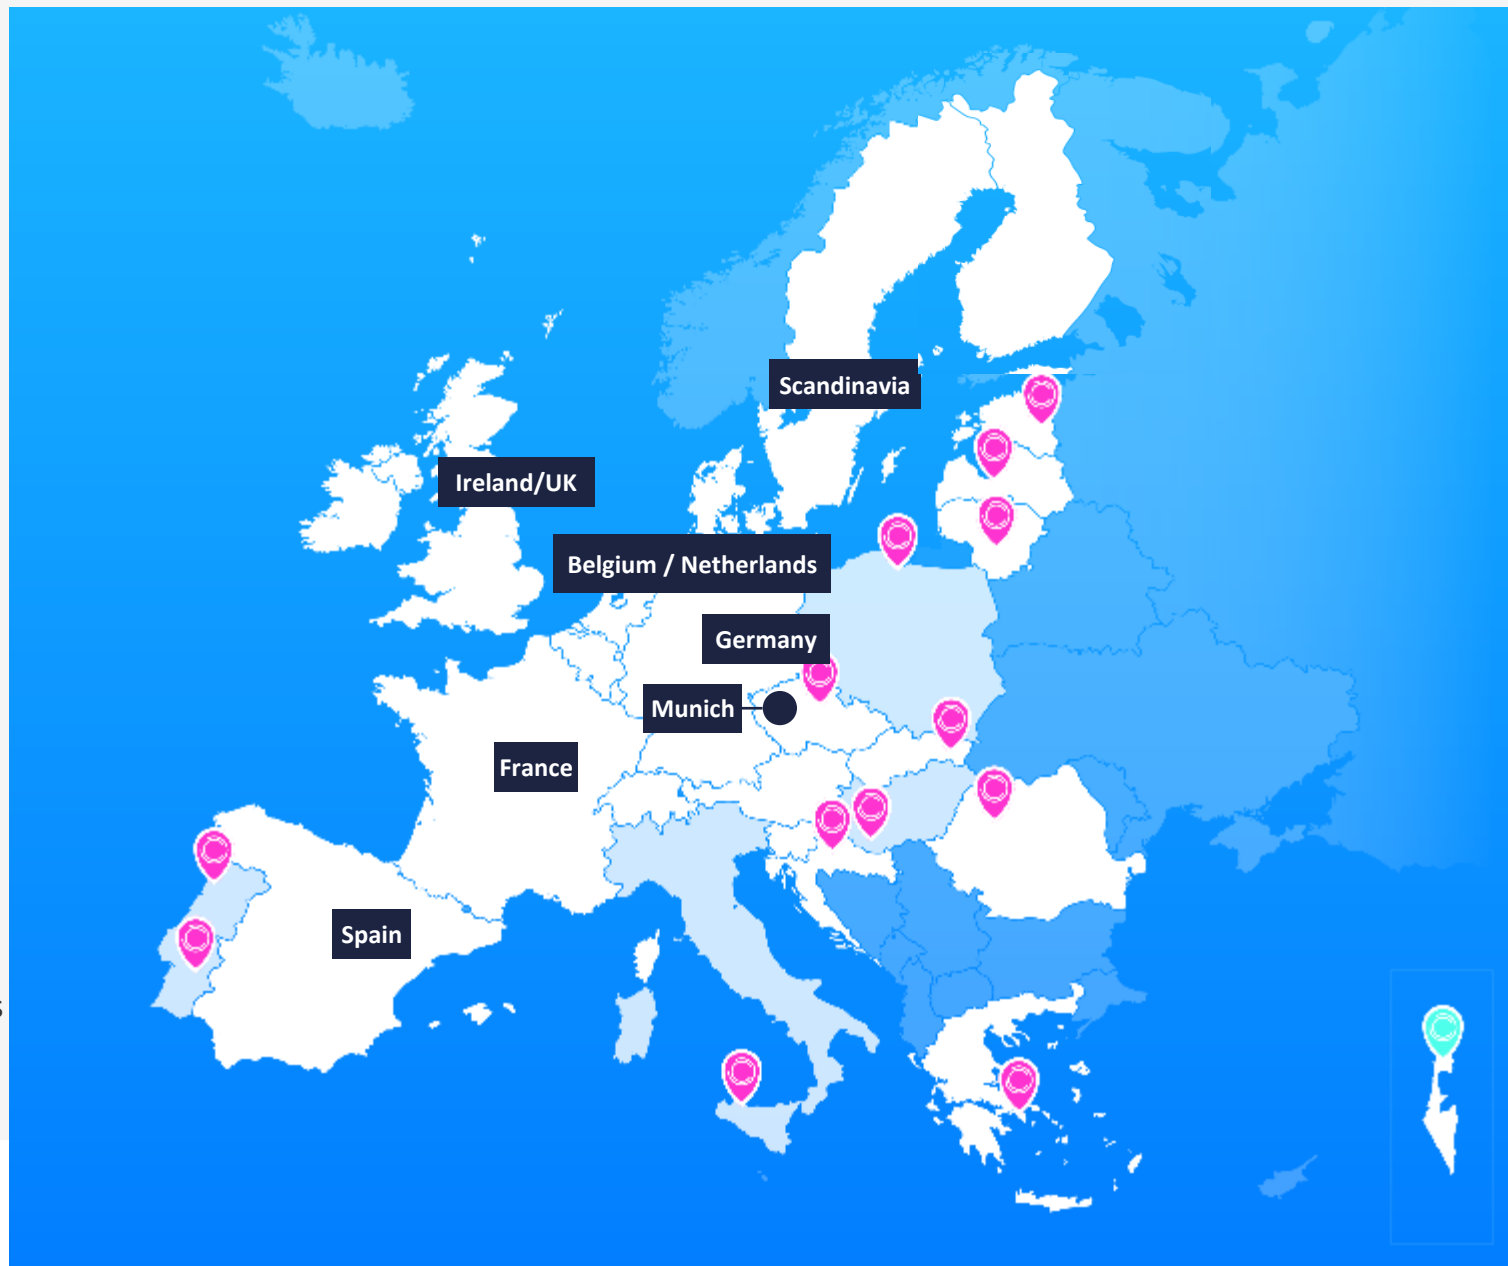 Scandinavia
Ireland/UK
Belgium / Netherlands
Germany
Munich
France
Spain
s